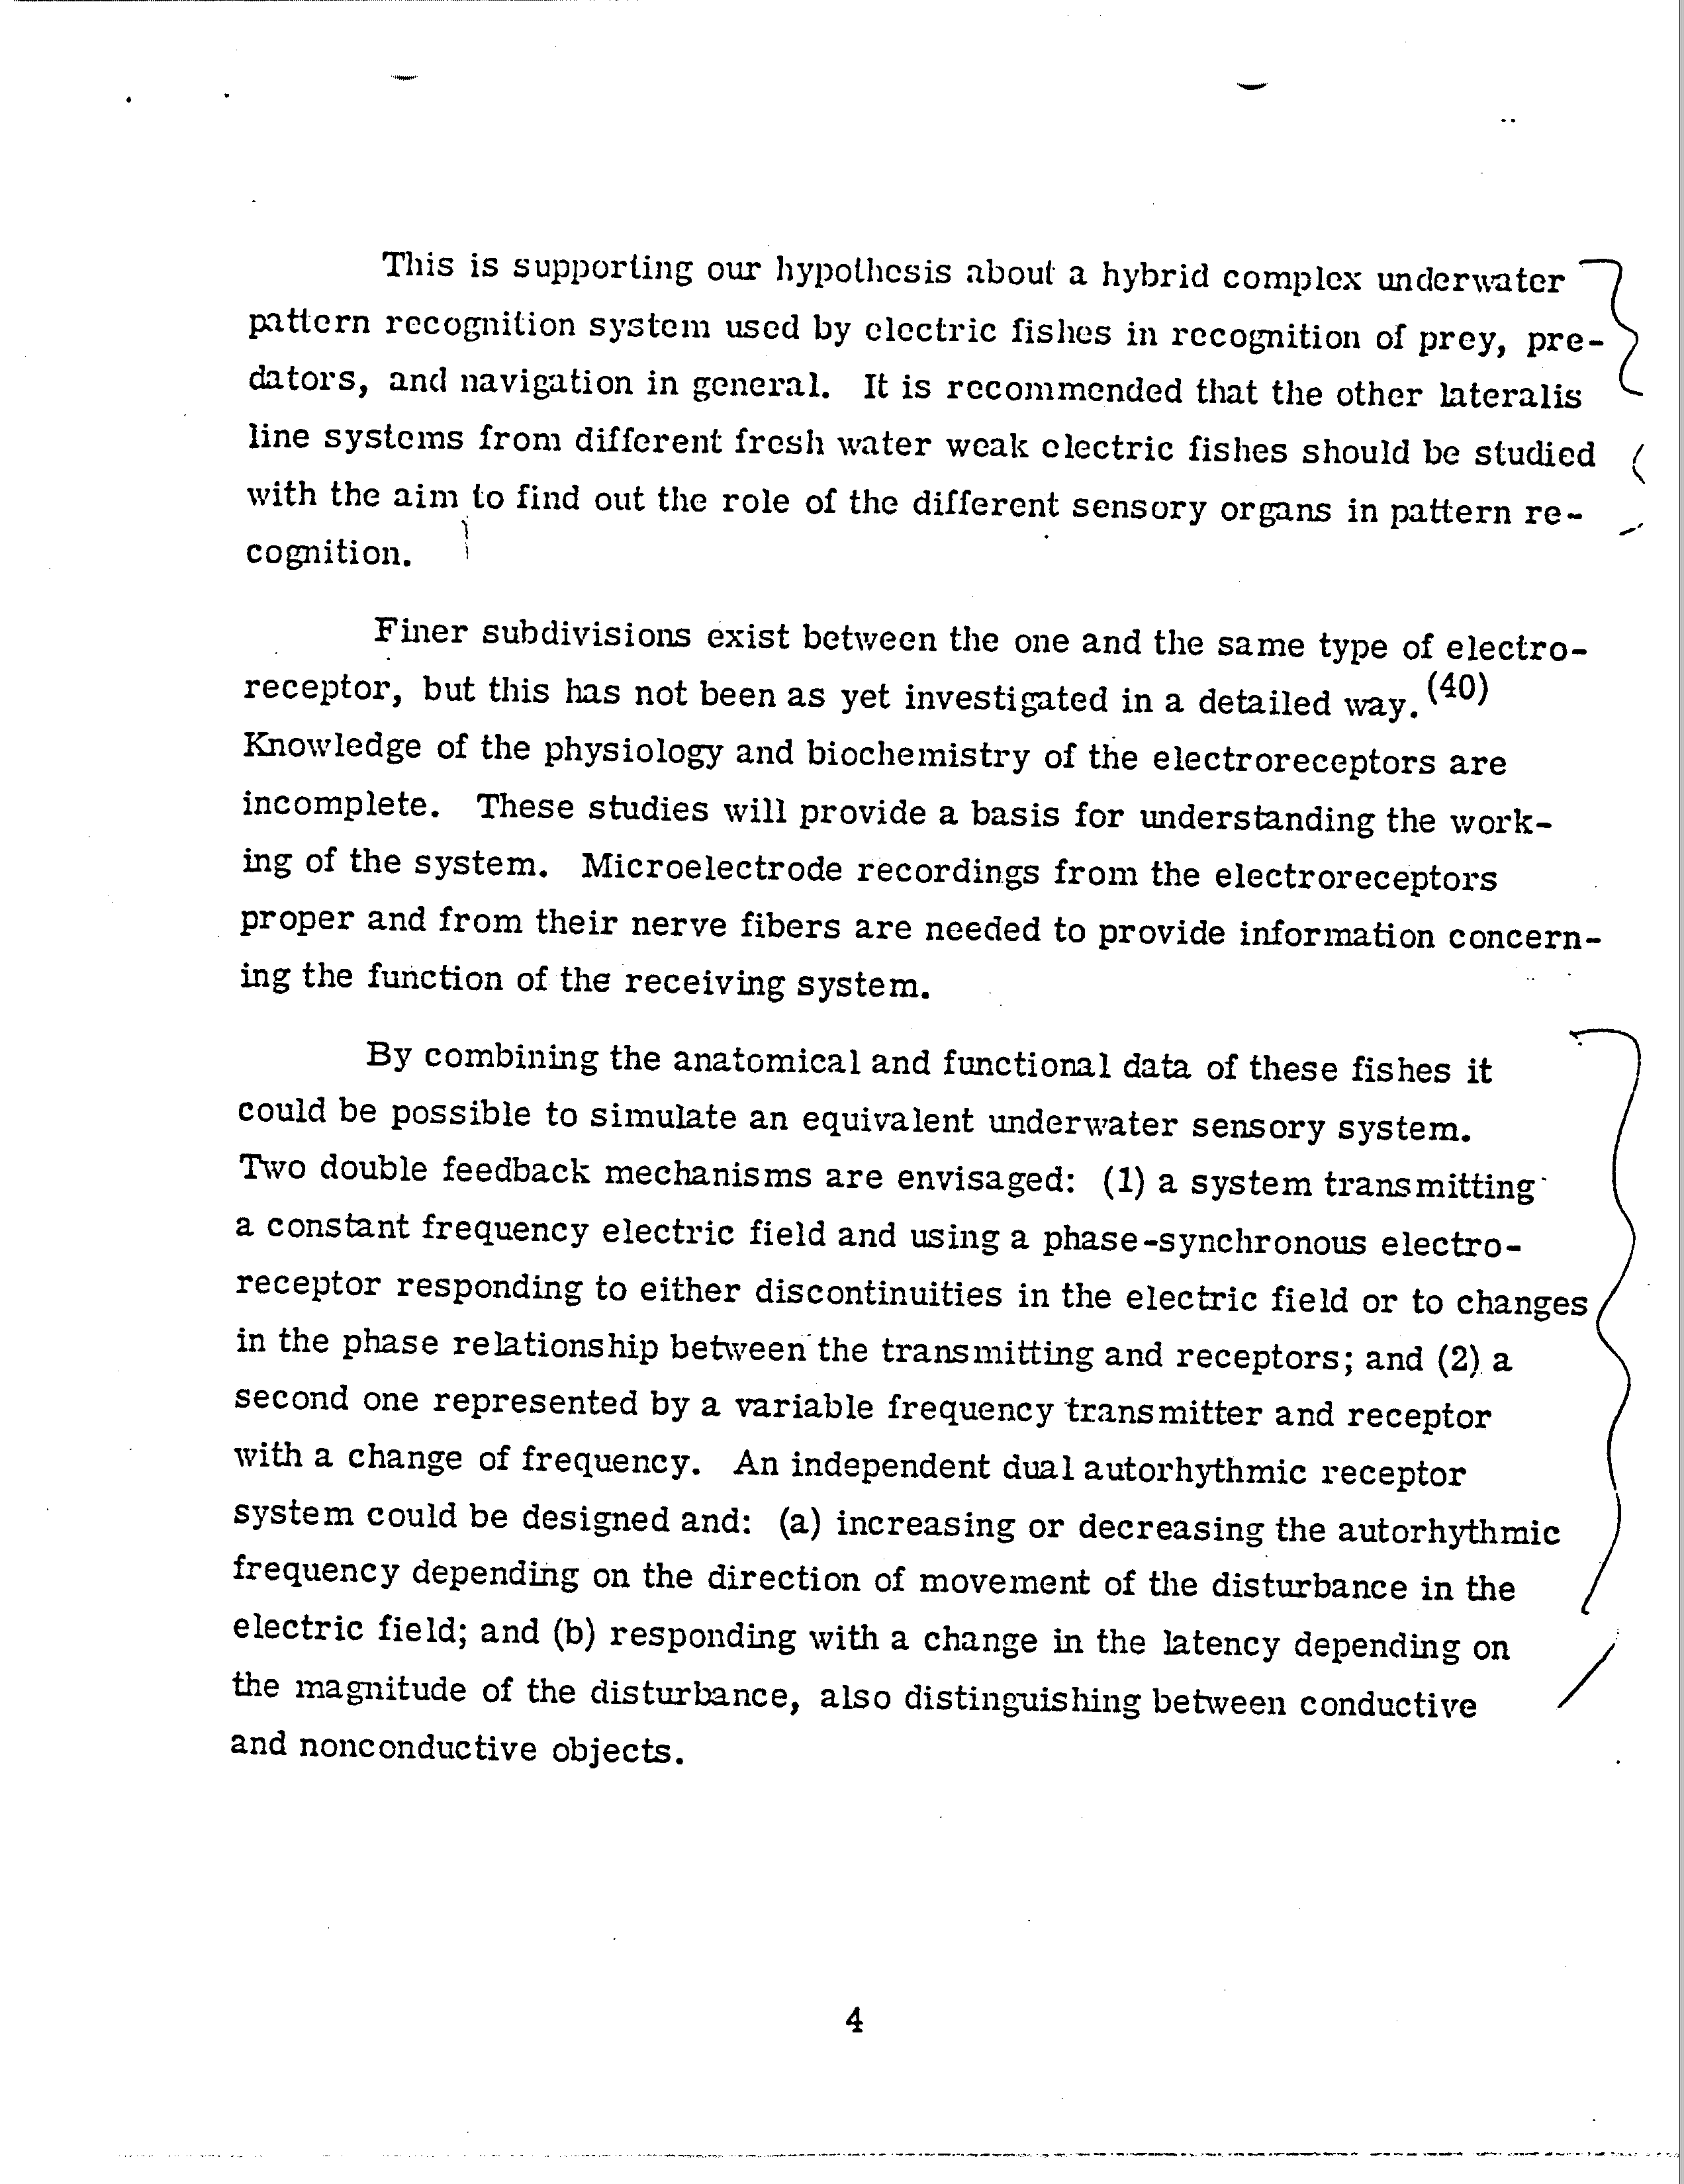 This is supporting our hypothesis about a hybrid complex underwater
pattern recognition system used by electric fishes in recognition of prey, pre-
dators, and navigation in general. It is recommended that the other lateralis
line systems from different fresh water weak electric fishes should be studied
with the aim to find out the role of the different sensory organs in pattern re-
cognition.
Finer subdivisions exist between the one and the same type of electro-
receptor, but this has not been as yet investigated in a detailed way. (40)
Knowledge of the physiology and biochemistry of the electroreceptors are
incomplete. These studies will provide a basis for understanding the work-
ing of the system. Microelectrode recordings from the electroreceptors
proper and from their nerve fibers are needed to provide information concern-
ing the function of the receiving system.
By combining the anatomical and functional data of these fishes it
could be possible to simulate an equivalent underwater sensory system.
Two double feedback mechanisms are envisaged: (1) a system transmitting
a constant frequency electric field and using a phase-synchronous electro-
receptor responding to either discontinuities in the electric field or to changes
in the phase relationship between the transmitting and receptors; and (2) a
second one represented by a variable frequency transmitter and receptor
with a change of frequency. An independent dual autorhythmic receptor
system could be designed and: (a) increasing or decreasing the autorhythmic
frequency depending on the direction of movement of the disturbance in the
electric field; and (b) responding with a change in the latency depending on
the magnitude of the disturbance, also distinguishing between conductive
and nonconductive objects.
4